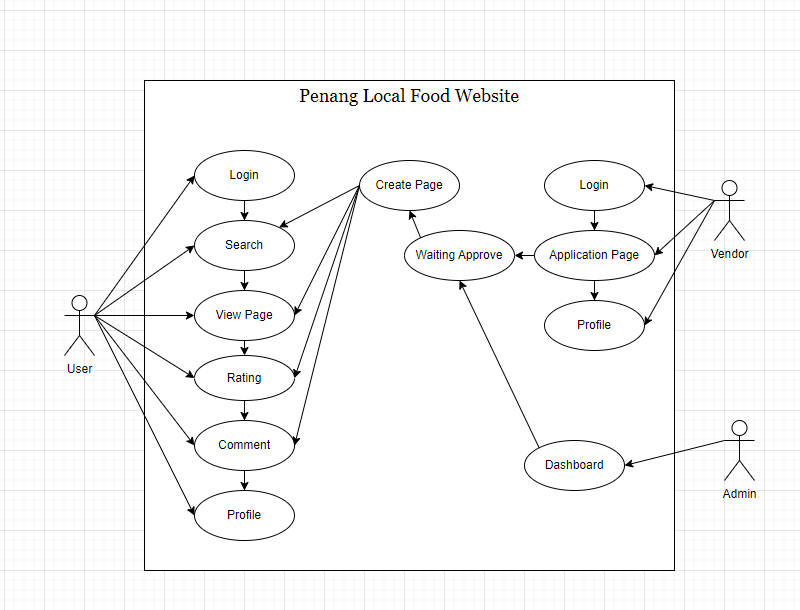 Penang Local Food Website
Login
Search
View Page
Rating
Comment
Profile
Create Page
Waiting Approve
Login
Application Page
Profile
Dashboard
User
Vendor
Admin